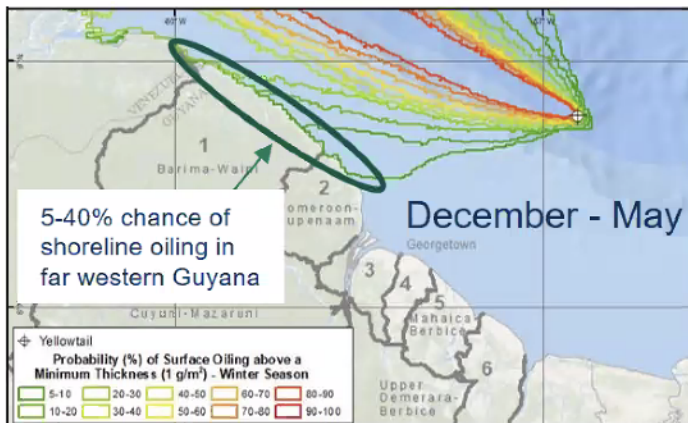 60°W
57°W
9°N
VENEZUELA
GUYANA
1
Barima-Waini
2
Pomeroon-
Supenaam
5-40% chance of
shoreline oiling in
far western Guyana
December - May
Georgetown
3
4
5
Mahaica-
Berbice
6
Cuyuni-Mazaruni
Upper
Demerara-
Berbice
Yellowtail
Probability (%) of Surface Oiling above a
Minimum Thickness (1 g/m²) - Winter Season
5-10 20-30 40-50 60-70 80-90
10-20 30-40 50-60 70-80 90-100